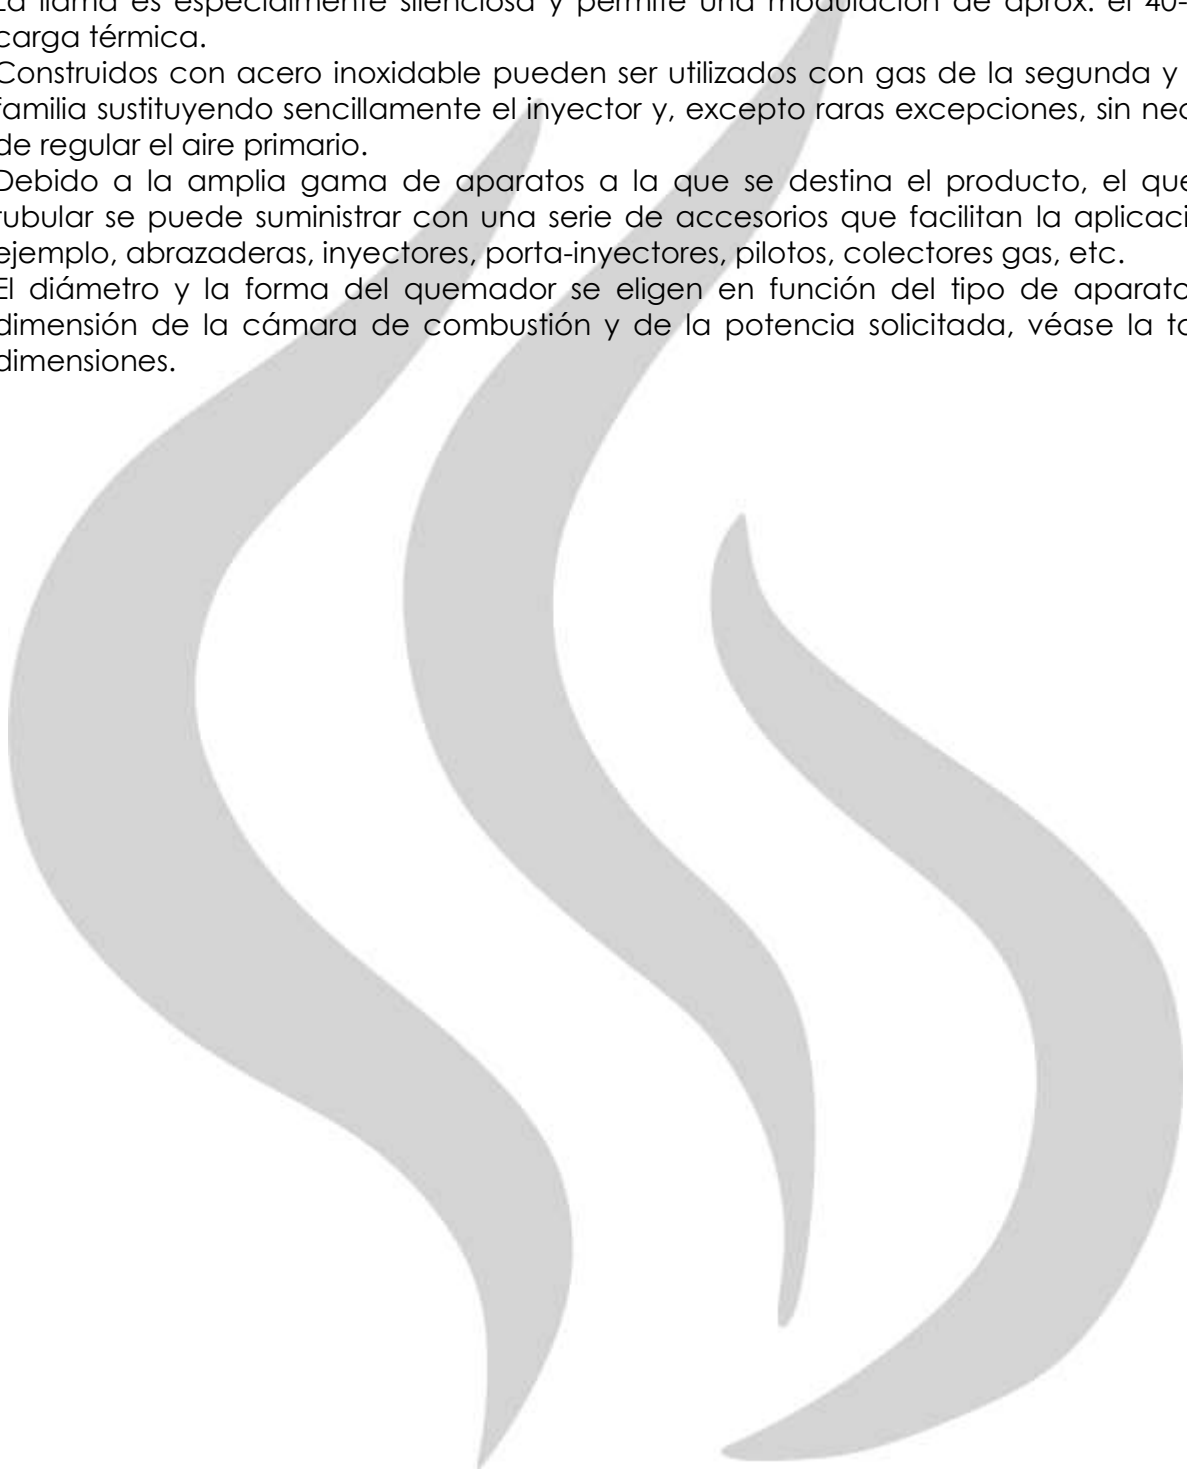 La llama es especialmente silenciosa y permite una modulación de aprox. el 40-
carga térmica.
Construidos con acero inoxidable pueden ser utilizados con gas de la segunda y
familia sustituyendo sencillamente el inyector y, excepto raras excepciones, sin nec
de regular el aire primario.
Debido a la amplia gama de aparatos a la que se destina el producto, el que
tubular se puede suministrar con una serie de accesorios que facilitan la aplicaci
ejemplo, abrazaderas, inyectores, porta-inyectores, pilotos, colectores gas, etc.
El diámetro y la forma del quemador se eligen en función del tipo de aparato
dimensión de la cámara de combustión y de la potencia solicitada, véase la ta
dimensiones.